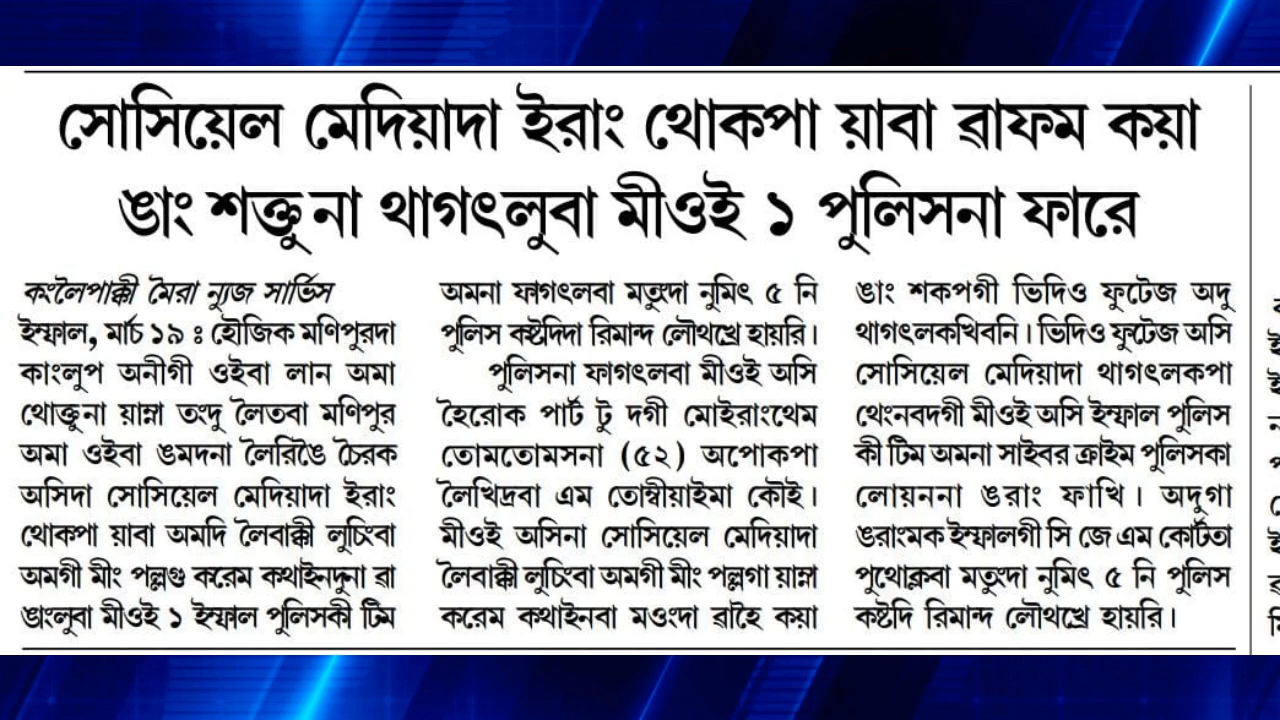 সোসিয়েল মেদিয়াদা ইরাং থোকপা য়াবা ৱাফম কয়া
ঙাং শক্তুনা থাগৎলুবা মীওই ১ পুলিসনা ফারে
কংলৈপাক্কী মৈরা ন্যুজ সার্ভিস
ইম্ফাল, মার্চ ১৯ ঃ হৌজিক মণিপুরদা
কাংলুপ অনীগী ওইবা লান অমা
থোক্তুনা য়াম্না তংদু লৈতবা মণিপুর
অমা ওইবা ঙমদনা লৈরিঙৈ চৈরক
অসিদা সোসিয়েল মেদিয়াদা ইরাং
থোকপা য়াবা অমদি লৈবাক্কী লুচিংবা
অমগী মীং পল্লগু করেম কথাইনদুনা ৱা
ঙাংলুবা মীওই ১ ইম্ফাল পুলিসকী টিম
অমনা ফাগৎলবা মতুংদা নুমিৎ ৫ নি
পুলিস কষ্টদিদা রিমান্দ লৌথখ্রে হায়রি।
পুলিসনা ফাগৎলবা মীওই অসি
হৈরোক পার্ট টু দগী মোইরাংথেম
তোমতোমসনা (৫২) অপোকপা
লৈখিদ্রবা এম তোম্বীয়াইমা কৌই।
মীওই অসিনা সোসিয়েল মেদিয়াদা
লৈবাক্কী লুচিংবা অমগী মীং পল্লগা য়াম্না
করেম কথাইনবা মওংদা ৱাহৈ কয়া
ঙাং শকপগী ভিদিও ফুটেজ অদু
থাগৎলকখিবনি। ভিদিও ফুটেজ অসি
সোসিয়েল মেদিয়াদা থাগৎলকপা
থেংনবদগী মীওই অসি ইম্ফাল পুলিস
কী টিম অমনা সাইবর ক্রাইম পুলিসকা
লোয়ননা ঙরাং ফাখি। অদুগা
ঙরাংমক ইম্ফালগী সি জে এম কোর্টতা
পুথোক্লবা মতুংদা নুমিৎ ৫ নি পুলিস
কষ্টদি রিমান্দ লৌথখ্রে হায়রি।